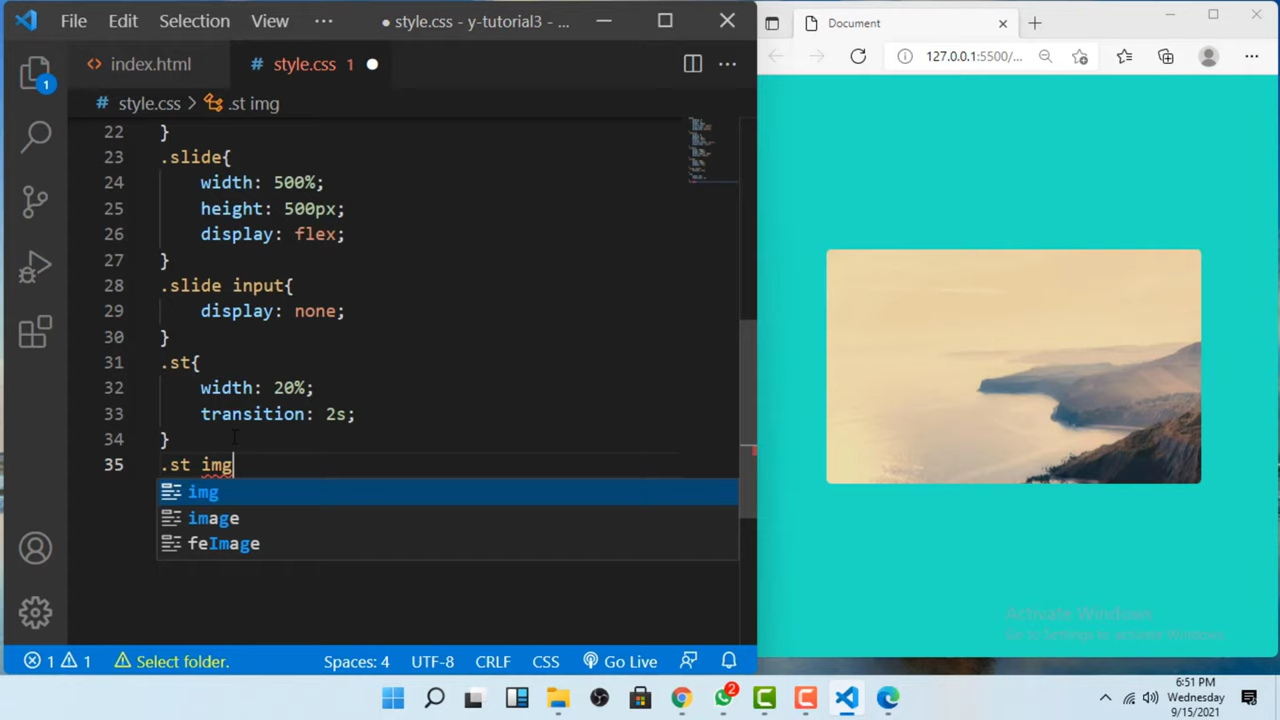 File Edit Selection View ··· ● style.css - y-tutorial3 - ...
index.html
# style.css 1
# style.css > .st img
22 }
23 .slide{
24 width: 500%;
25 height: 500px;
26 display: flex;
27 }
28 .slide input{
29 display: none;
30 }
31 .st{
32 width: 20%;
33 transition: 2s;
34 }
35 .st img
img
image
feImage
1
1 1 Select folder. Spaces: 4 UTF-8 CRLF CSS Go Live
Document
127.0.0.1:5500/...
Activate Windows
Go to Settings to activate Windows.
2
6:51 PM
Wednesday
9/15/2021